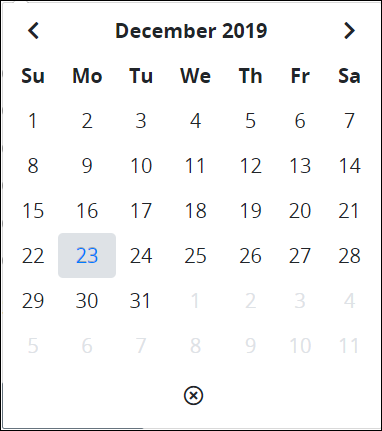 December 2019
Su Mo Tu We Th Fr Sa
1 2 3 4 5 6 7
8 9 10 11 12 13 14
15 16 17 18 19 20 21
22 23 24 25 26 27 28
29 30 31 1 2 3 4
5 6 7 8 9 10 11